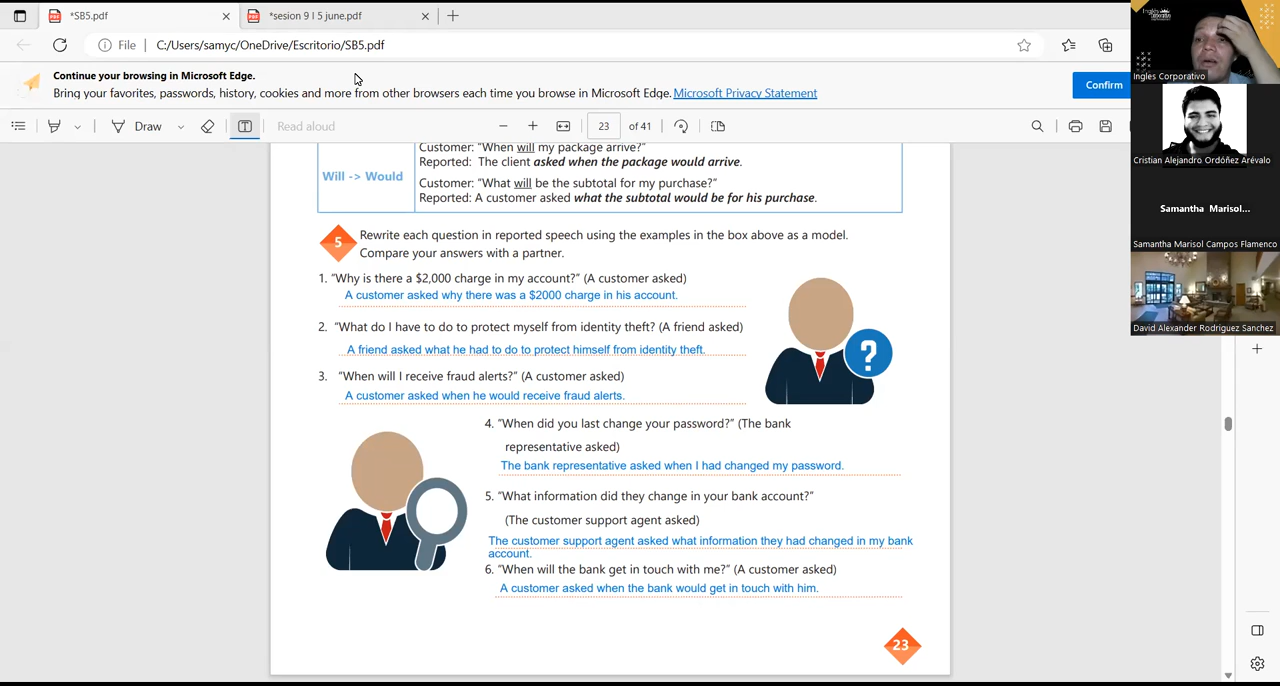 *SB5.pdf
*sesion 9 I 5 june.pdf
File
C:/Users/samyc/OneDrive/Escritorio/SB5.pdf
Continue your browsing in Microsoft Edge.
Bring your favorites, passwords, history, cookies and more from other browsers each time you browse in Microsoft Edge. Microsoft Privacy Statement
Confirm
Draw
Read aloud
23
of 41
Inglés
Corporativo
Ingles Corporativo
Cristian Alejandro Ordóñez Arévalo
Samantha Marisol...
Samantha Marisol Campos Flamenco
David Alexander Rodriguez Sanchez
Will -> Would
Customer: "When will my package arrive?"
Reported: The client asked when the package would arrive.
Customer: "What will be the subtotal for my purchase?"
Reported: A customer asked what the subtotal would be for his purchase.
5
Rewrite each question in reported speech using the examples in the box above as a model.
Compare your answers with a partner.
1. "Why is there a $2,000 charge in my account?" (A customer asked)
A customer asked why there was a $2000 charge in his account.
2. "What do I have to do to protect myself from identity theft? (A friend asked)
A friend asked what he had to do to protect himself from identity theft.
3. "When will I receive fraud alerts?" (A customer asked)
A customer asked when he would receive fraud alerts.
4. "When did you last change your password?" (The bank
representative asked)
The bank representative asked when I had changed my password.
5. "What information did they change in your bank account?"
(The customer support agent asked)
The customer support agent asked what information they had changed in my bank
account.
6. "When will the bank get in touch with me?" (A customer asked)
A customer asked when the bank would get in touch with him.
?
23